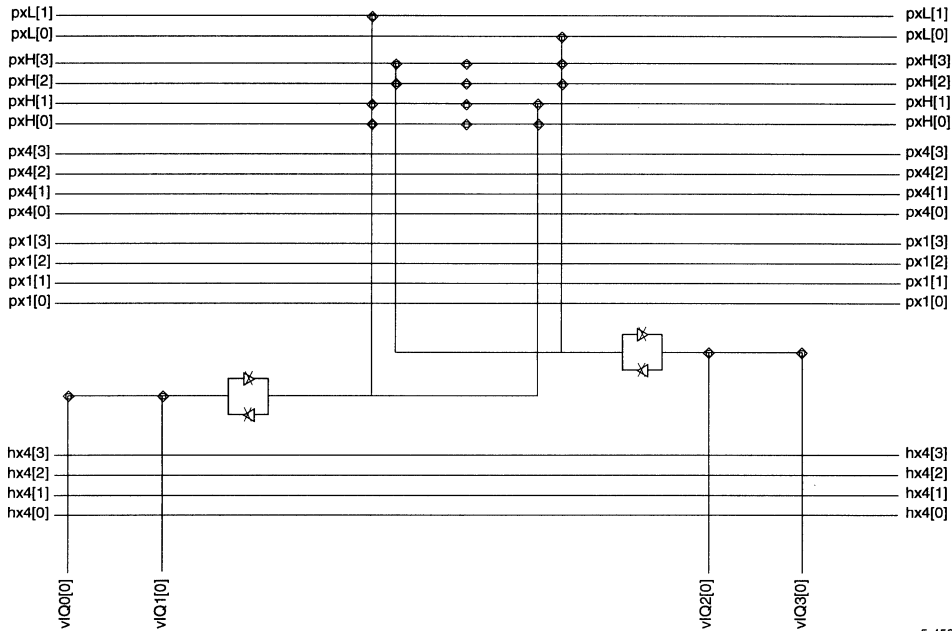 pxL[1] pxL[1]
pxL[0] pxL[0]
pxH[3] pxH[3]
pxH[2] pxH[2]
pxH[1] pxH[1]
pxH[0] pxH[0]
px4[3] px4[3]
px4[2] px4[2]
px4[1] px4[1]
px4[0] px4[0]
px1[3] px1[3]
px1[2] px1[2]
px1[1] px1[1]
px1[0] px1[0]
hx4[3] hx4[3]
hx4[2] hx4[2]
hx4[1] hx4[1]
hx4[0] hx4[0]
vIQ0[0] vIQ1[0] vIQ2[0] vIQ3[0]